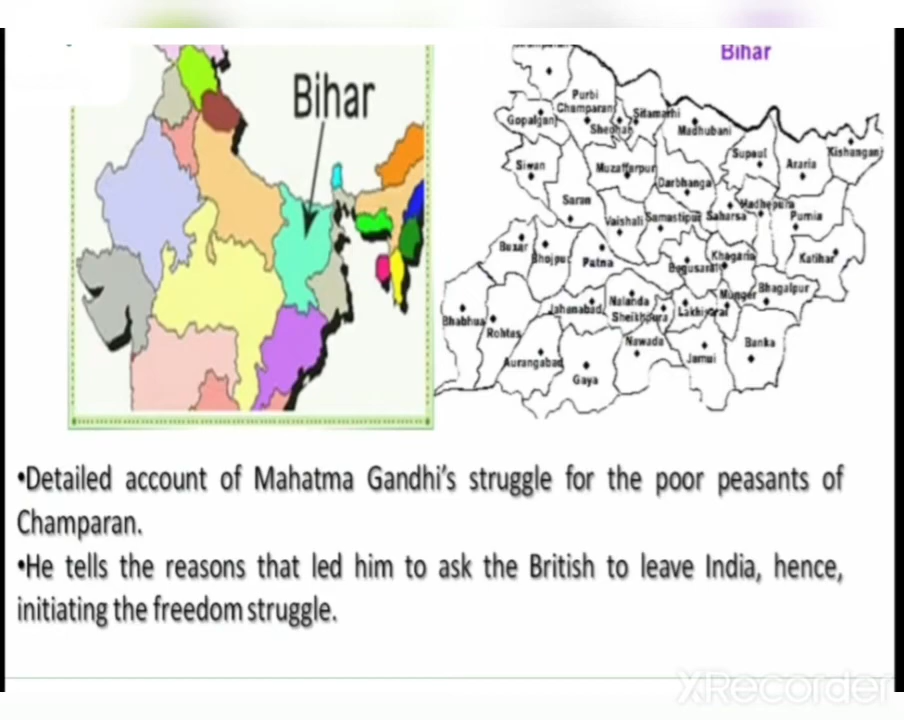 Bihar
Bihar
Purbi
Champaran
Gopalganj
Sheohar
Sitamarhi
Madhubani
Supaul
Araria
Kishanganj
Siwan
Muzaffarpur
Darbhanga
Saran
Vaishali
Samastipur
Saharsa
Madhepura
Purnia
Buxar
Bhojpur
Patna
Begusarai
Khagaria
Katihar
Bhabhua
Rohtas
Jahanabad
Nalanda
Sheikhpura
Lakhisarai
Munger
Bhagalpur
Aurangabad
Gaya
Nawada
Jamui
Banka
•Detailed account of Mahatma Gandhi's struggle for the poor peasants of
Champaran.
•He tells the reasons that led him to ask the British to leave India, hence,
initiating the freedom struggle.
XRecorder